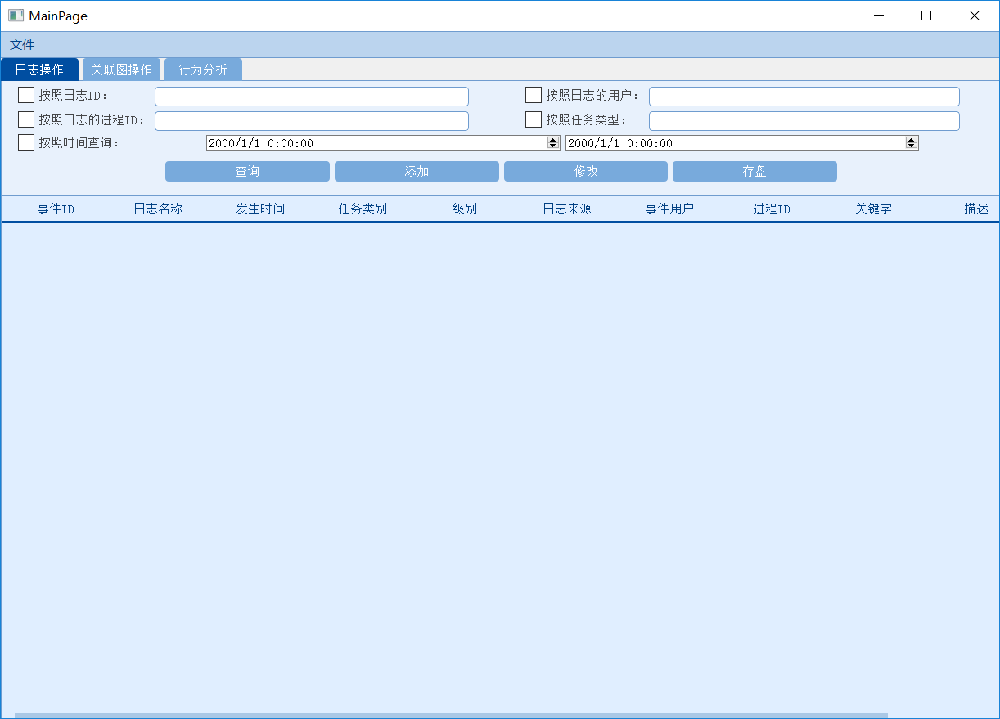 MainPage
文件
日志操作 关联图操作 行为分析
按照日志ID： 按照日志的用户：
按照日志的进程ID： 按照任务类型：
按照时间查询： 2000/1/1 0:00:00 2000/1/1 0:00:00
查询 添加 修改 存盘
事件ID 日志名称 发生时间 任务类别 级别 日志来源 事件用户 进程ID 关键字 描述